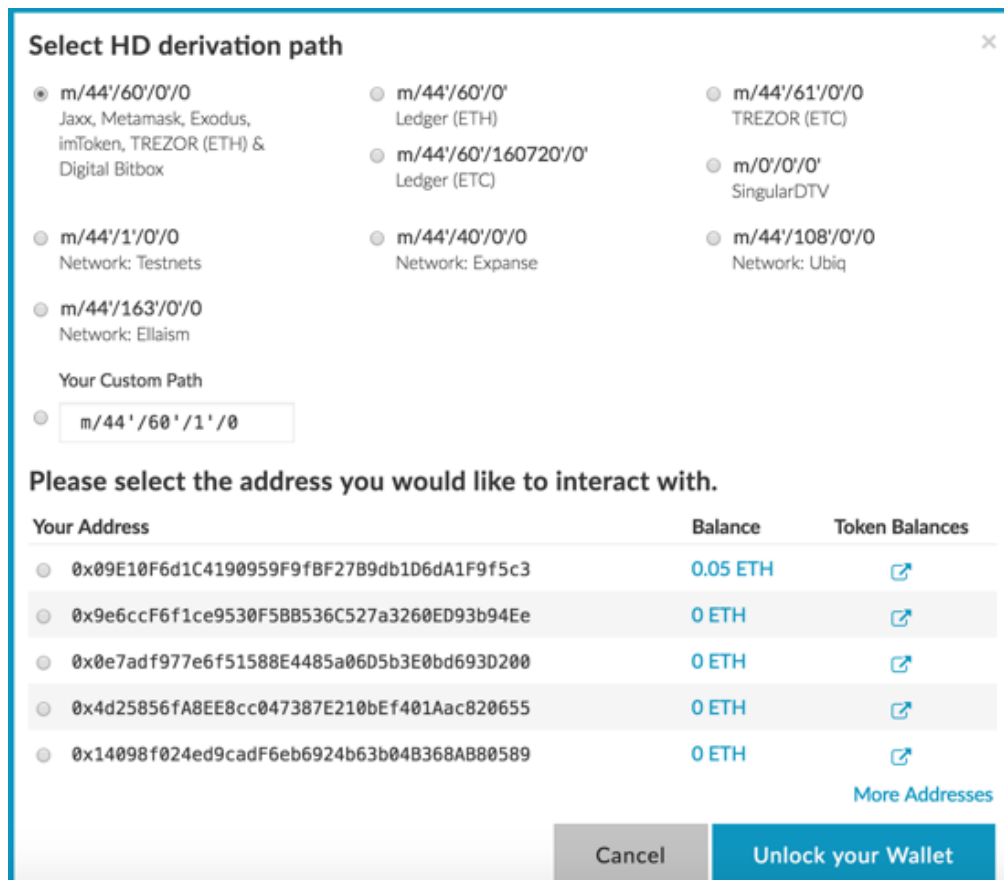 Select HD derivation path
×
m/44'/60'/0'/0
Jaxx, Metamask, Exodus,
imToken, TREZOR (ETH) &
Digital Bitbox
m/44'/60'/0'
Ledger (ETH)
m/44'/60'/160720'/0'
Ledger (ETC)
m/44'/61'/0'/0
TREZOR (ETC)
m/0'/0'/0'
SingularDTV
m/44'/1'/0'/0
Network: Testnets
m/44'/40'/0'/0
Network: Expanse
m/44'/108'/0'/0
Network: Ubiq
m/44'/163'/0'/0
Network: Ellaism
Your Custom Path
m/44'/60'/1'/0
Please select the address you would like to interact with.
Your Address Balance Token Balances
0x09E10F6d1C4190959F9fBF27B9db1D6dA1F9f5c3 0.05 ETH
0x9e6ccF6f1ce9530F5BB536C527a3260ED93b94Ee 0 ETH
0x0e7adf977e6f51588E4485a06D5b3E0bd693D200 0 ETH
0x4d25856fA8EE8cc047387E210bEf401Aac820655 0 ETH
0x14098f024ed9cadF6eb6924b63b04B368AB80589 0 ETH
More Addresses
Cancel Unlock your Wallet